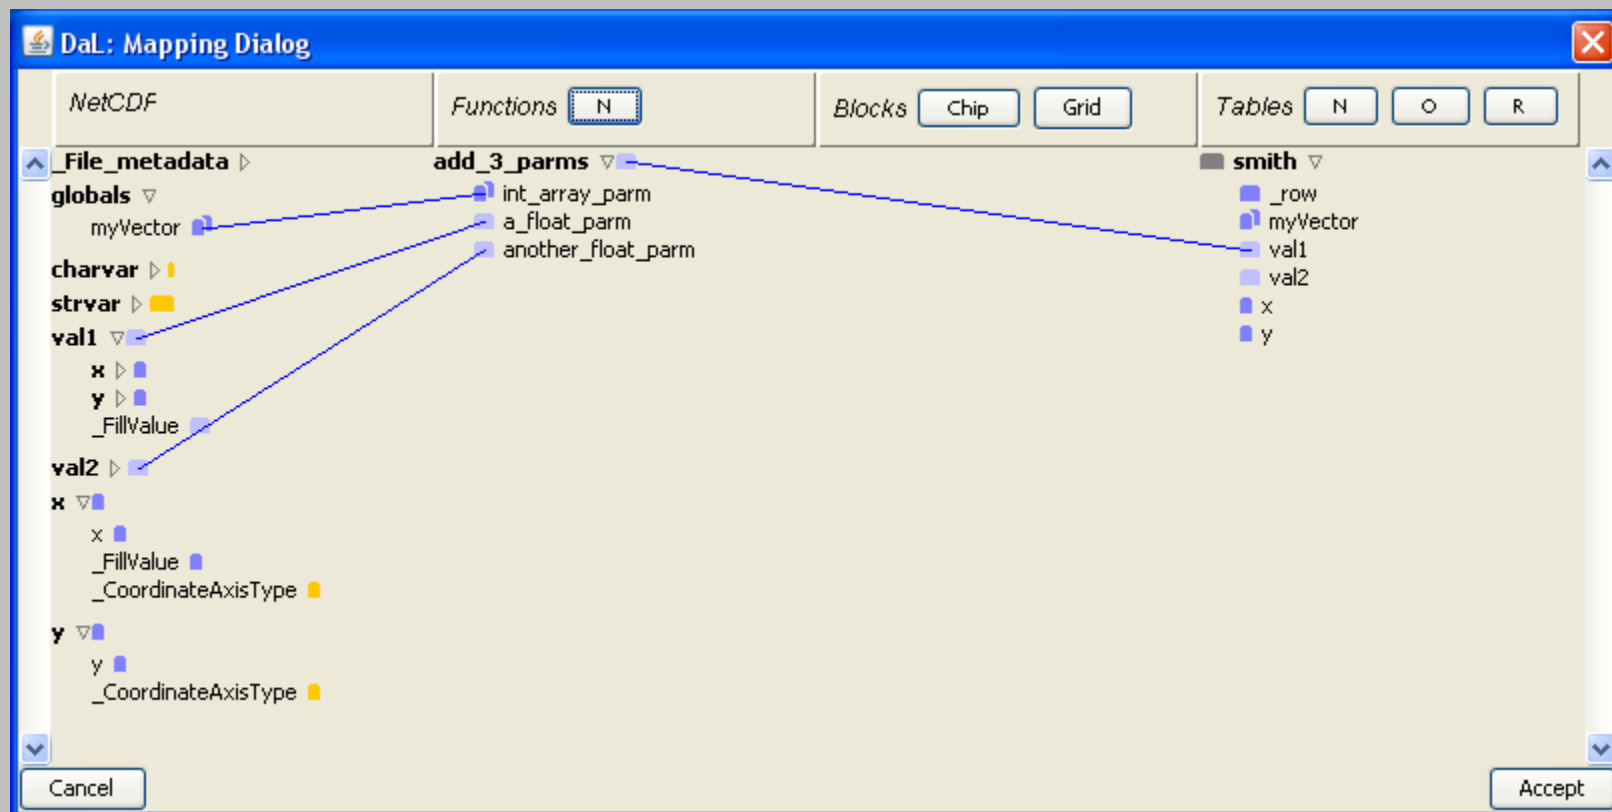 DaL: Mapping Dialog
NetCDF
Functions N
Blocks Chip Grid
Tables N O R
_File_metadata
globals
myVector
charvar
strvar
val1
x
y
_FillValue
val2
x
x
_FillValue
_CoordinateAxisType
y
y
_CoordinateAxisType
add_3_parms
int_array_parm
a_float_parm
another_float_parm
smith
_row
myVector
val1
val2
x
y
Cancel
Accept